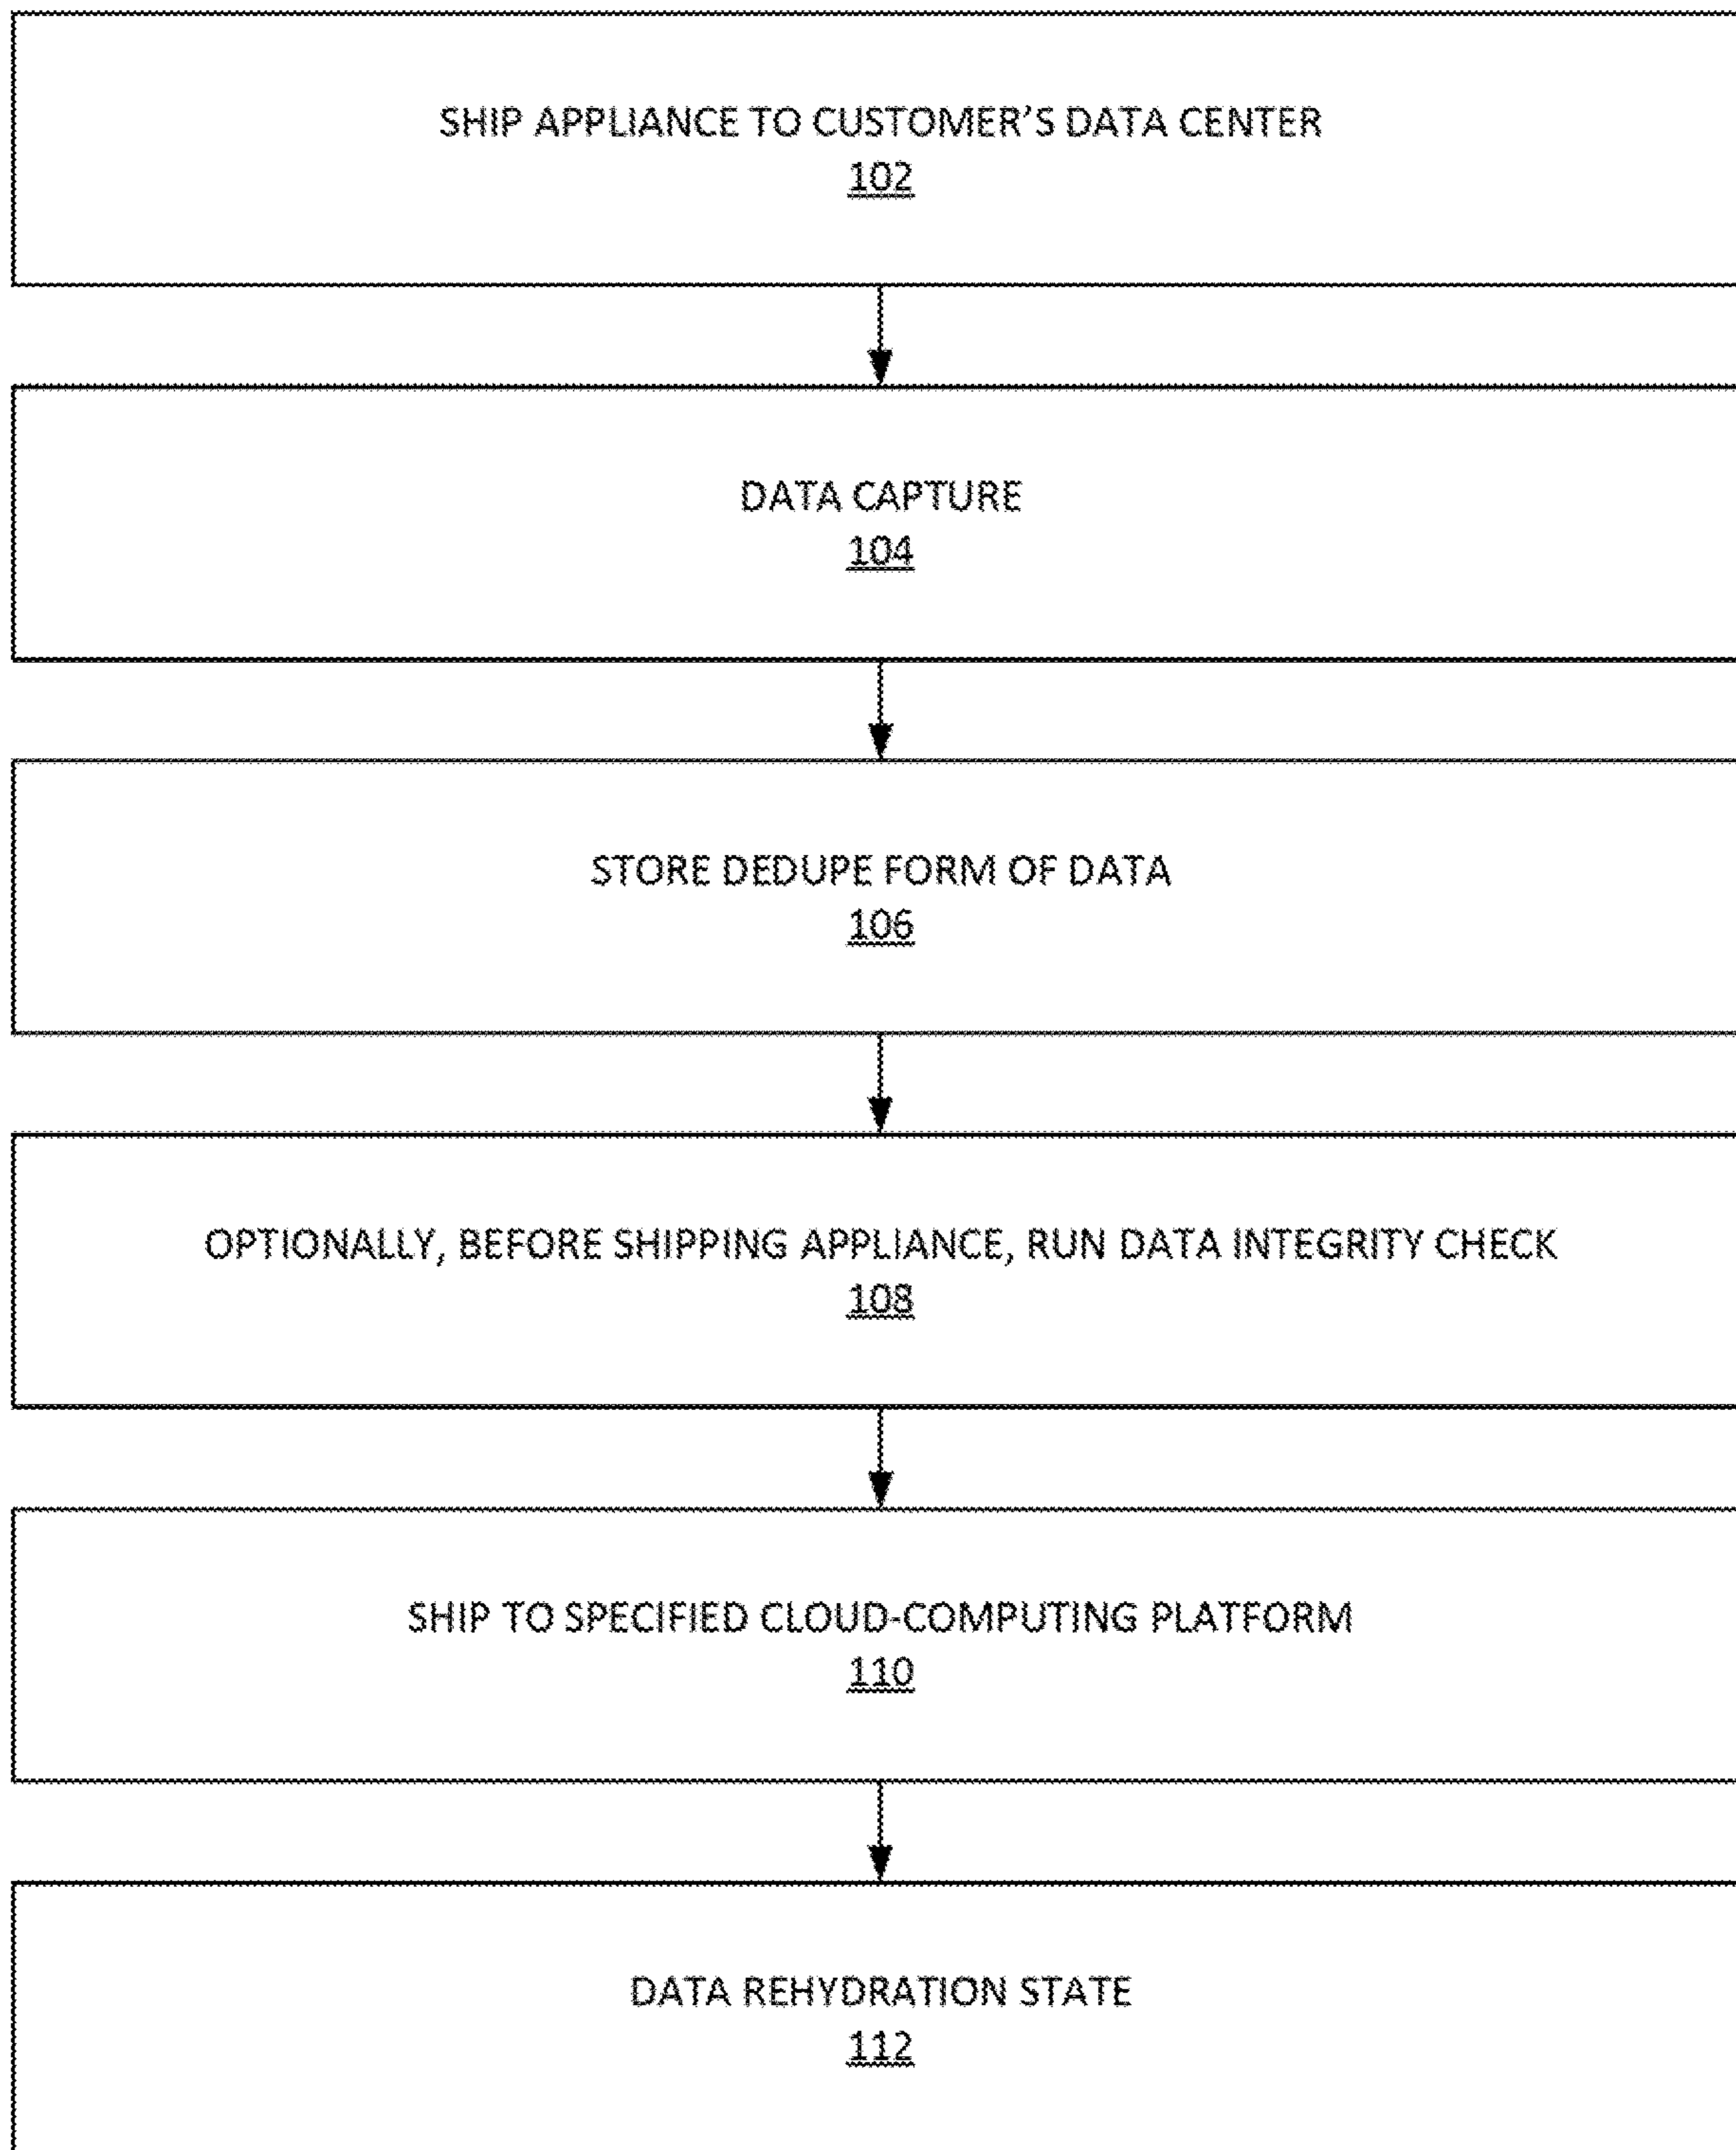 SHIP APPLIANCE TO CUSTOMER'S DATA CENTER
102
DATA CAPTURE
104
STORE DEDUPE FORM OF DATA
106
OPTIONALLY, BEFORE SHIPPING APPLIANCE, RUN DATA INTEGRITY CHECK
108
SHIP TO SPECIFIED CLOUD-COMPUTING PLATFORM
110
DATA REHYDRATION STATE
112